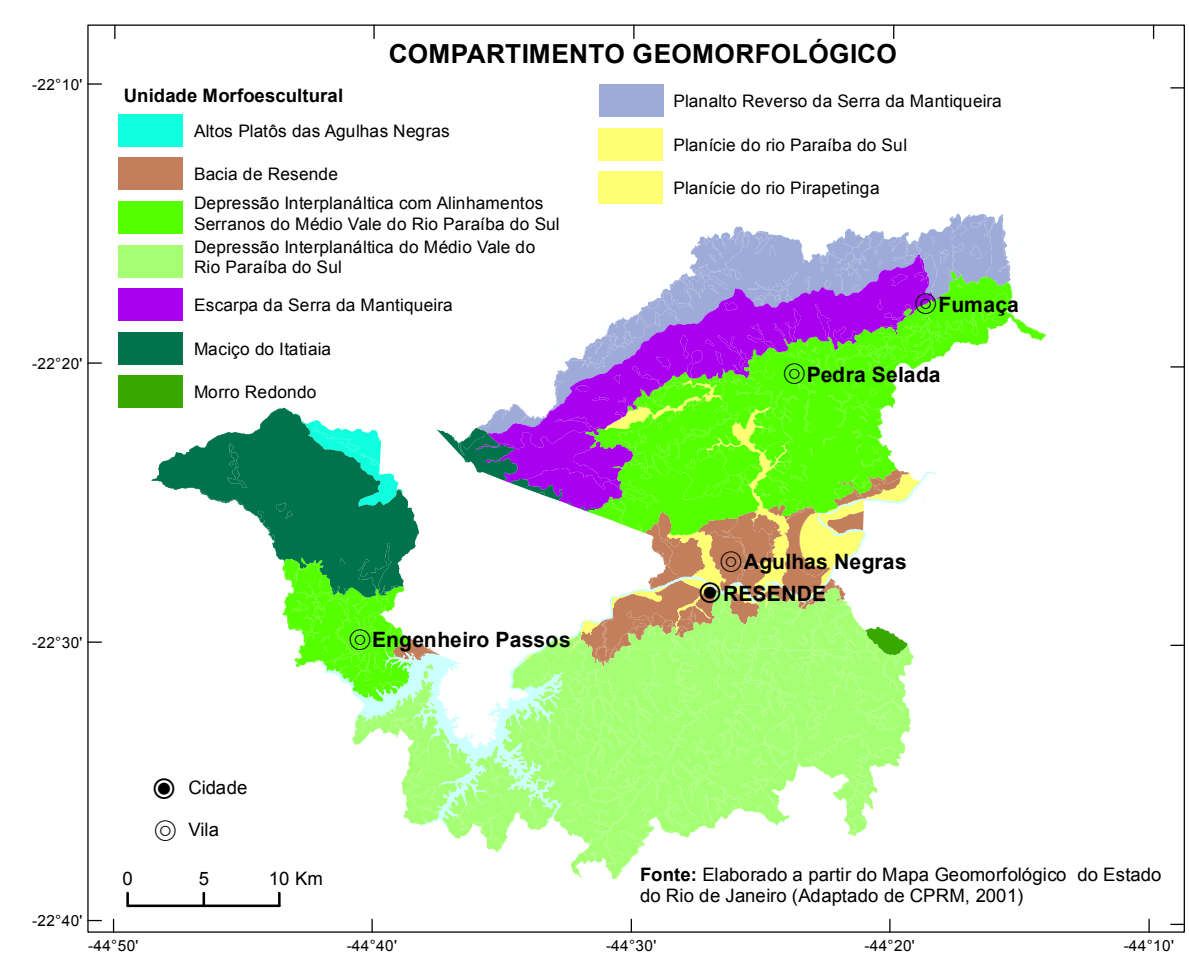 COMPARTIMENTO GEOMORFOLÓGICO
-22°10'
-22°20'
-22°30'
-22°40'
Unidade Morfoescultural
Altos Platôs das Agulhas Negras
Bacia de Resende
Depressão Interplanáltica com Alinhamentos
Serranos do Médio Vale do Rio Paraíba do Sul
Depressão Interplanáltica do Médio Vale do
Rio Paraíba do Sul
Escarpa da Serra da Mantiqueira
Maciço do Itatiaia
Morro Redondo
Planalto Reverso da Serra da Mantiqueira
Planície do rio Paraíba do Sul
Planície do rio Pirapetinga
Fumaça
Pedra Selada
Agulhas Negras
RESENDE
Engenheiro Passos
Cidade
Vila
0 5 10 Km
Fonte: Elaborado a partir do Mapa Geomorfológico do Estado
do Rio de Janeiro (Adaptado de CPRM, 2001)
-44°50' -44°40' -44°30' -44°20' -44°10'